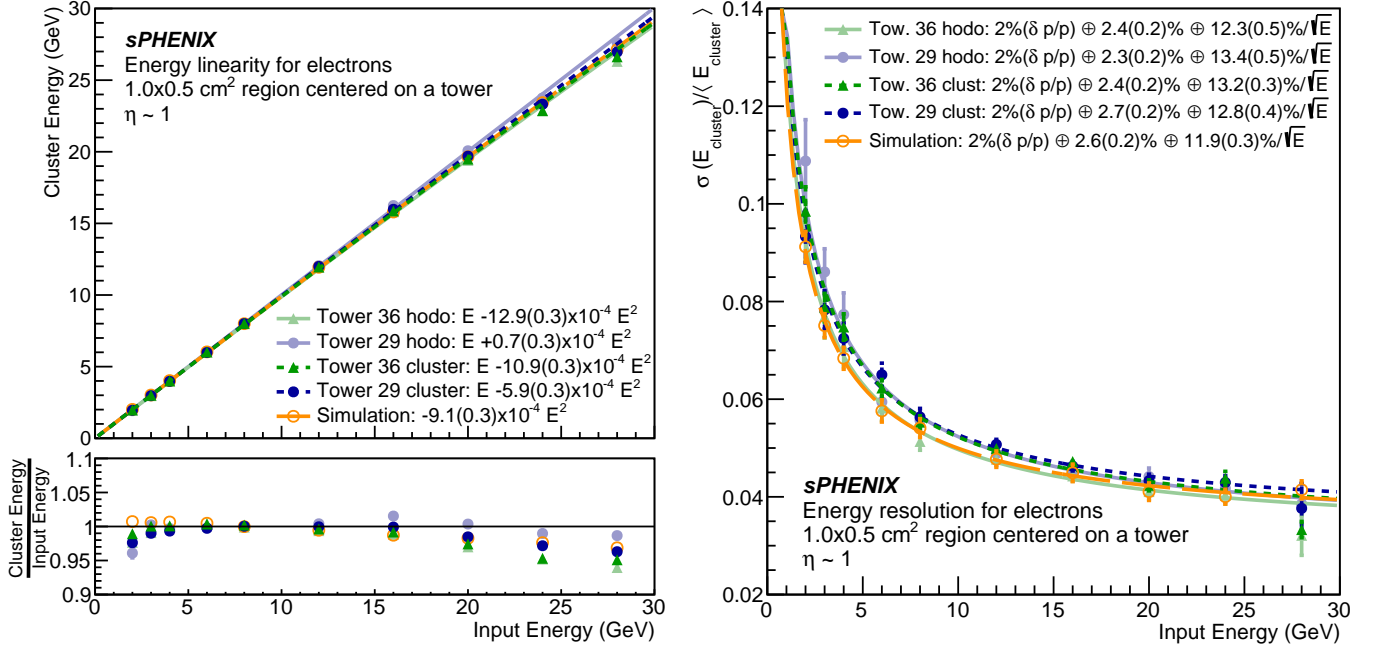 Cluster Energy (GeV)
30
25
20
15
10
5
0
sPHENIX
Energy linearity for electrons
1.0x0.5 cm² region centered on a tower
η ~ 1
Tower 36 hodo: E -12.9(0.3)x10⁻⁴ E²
Tower 29 hodo: E +0.7(0.3)x10⁻⁴ E²
Tower 36 cluster: E -10.9(0.3)x10⁻⁴ E²
Tower 29 cluster: E -5.9(0.3)x10⁻⁴ E²
Simulation: -9.1(0.3)x10⁻⁴ E²
Cluster Energy
Input Energy
1.1
1.05
1
0.95
0.9
0 5 10 15 20 25 30
Input Energy (GeV)
σ (E_cluster)/⟨ E_cluster ⟩
0.14
0.12
0.1
0.08
0.06
0.04
0.02
Tow. 36 hodo: 2%(δ p/p) ⊕ 2.4(0.2)% ⊕ 12.3(0.5)%/√E
Tow. 29 hodo: 2%(δ p/p) ⊕ 2.3(0.2)% ⊕ 13.4(0.5)%/√E
Tow. 36 clust: 2%(δ p/p) ⊕ 2.4(0.2)% ⊕ 13.2(0.3)%/√E
Tow. 29 clust: 2%(δ p/p) ⊕ 2.7(0.2)% ⊕ 12.8(0.4)%/√E
Simulation: 2%(δ p/p) ⊕ 2.6(0.2)% ⊕ 11.9(0.3)%/√E
sPHENIX
Energy resolution for electrons
1.0x0.5 cm² region centered on a tower
η ~ 1
0 5 10 15 20 25 30
Input Energy (GeV)